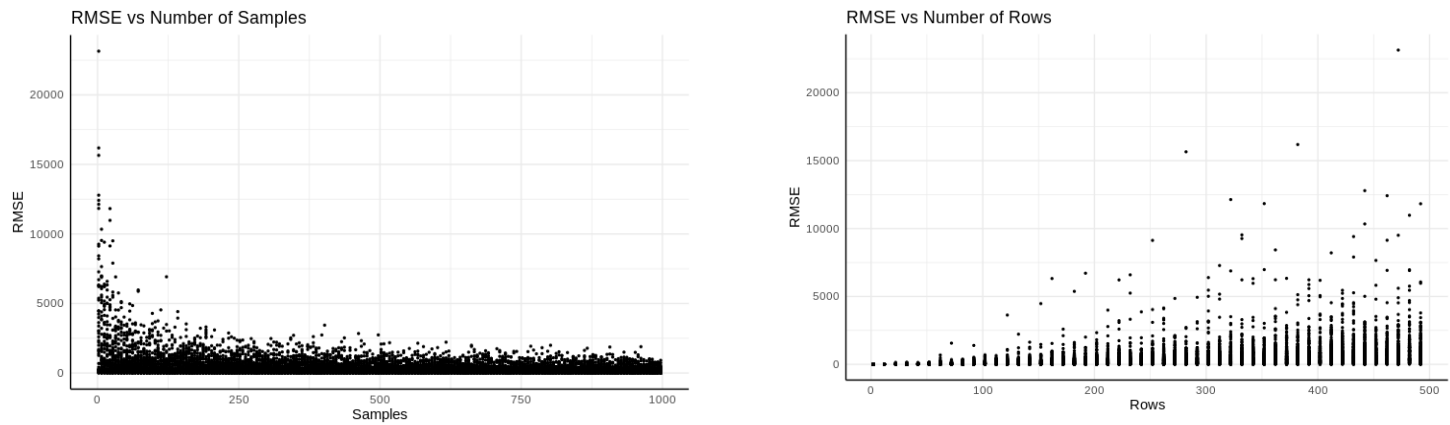 RMSE vs Number of Samples
RMSE
20000
15000
10000
5000
0
0 250 500 750 1000
Samples
RMSE vs Number of Rows
RMSE
20000
15000
10000
5000
0
0 100 200 300 400 500
Rows